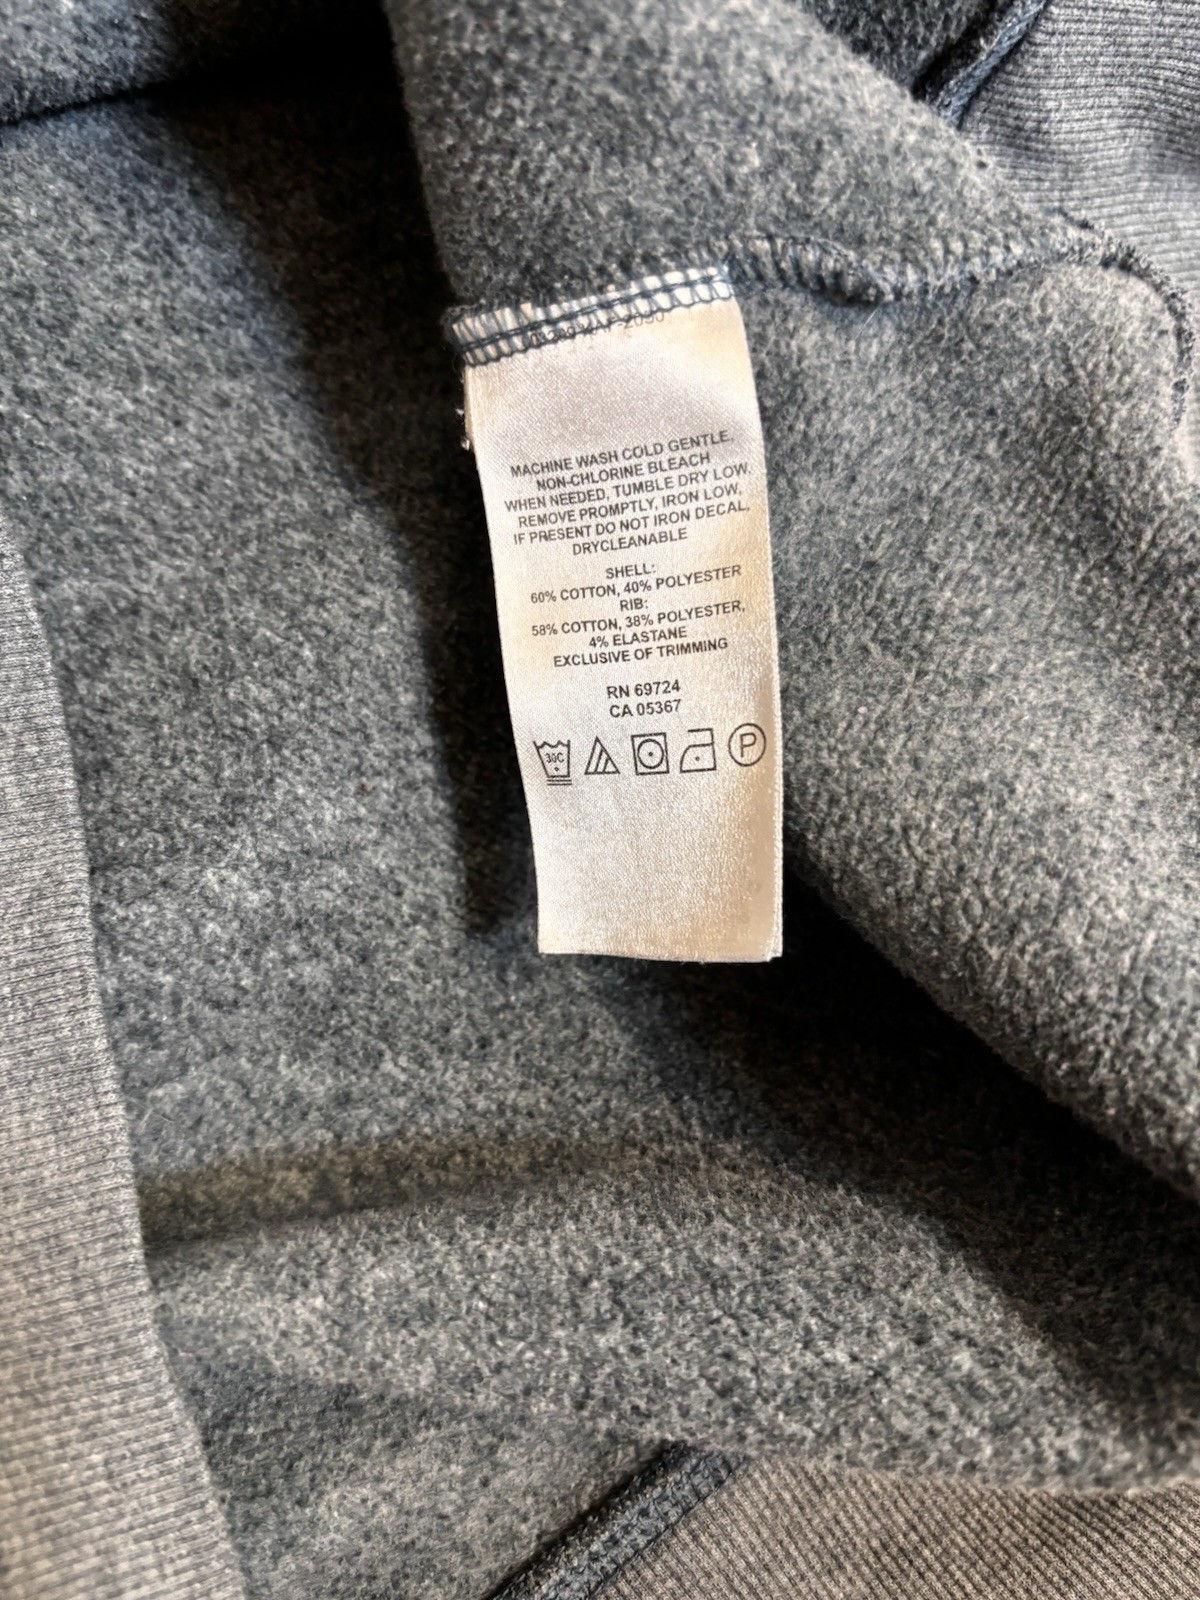 MACHINE WASH COLD GENTLE,
NON-CHLORINE BLEACH
WHEN NEEDED, TUMBLE DRY LOW.
REMOVE PROMPTLY, IRON LOW,
IF PRESENT DO NOT IRON DECAL,
DRYCLEANABLE
SHELL:
60% COTTON, 40% POLYESTER
RIB:
58% COTTON, 38% POLYESTER,
4% ELASTANE
EXCLUSIVE OF TRIMMING
RN 69724
CA 05367
30C P